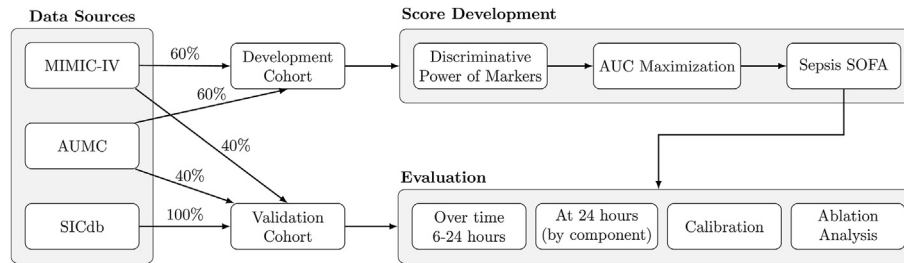 Data Sources
MIMIC-IV
AUMC
SICdb
60%
60%
40%
40%
100%
Development
Cohort
Validation
Cohort
Score Development
Discriminative
Power of Markers
AUC Maximization
Sepsis SOFA
Evaluation
Over time
6-24 hours
At 24 hours
(by component)
Calibration
Ablation
Analysis